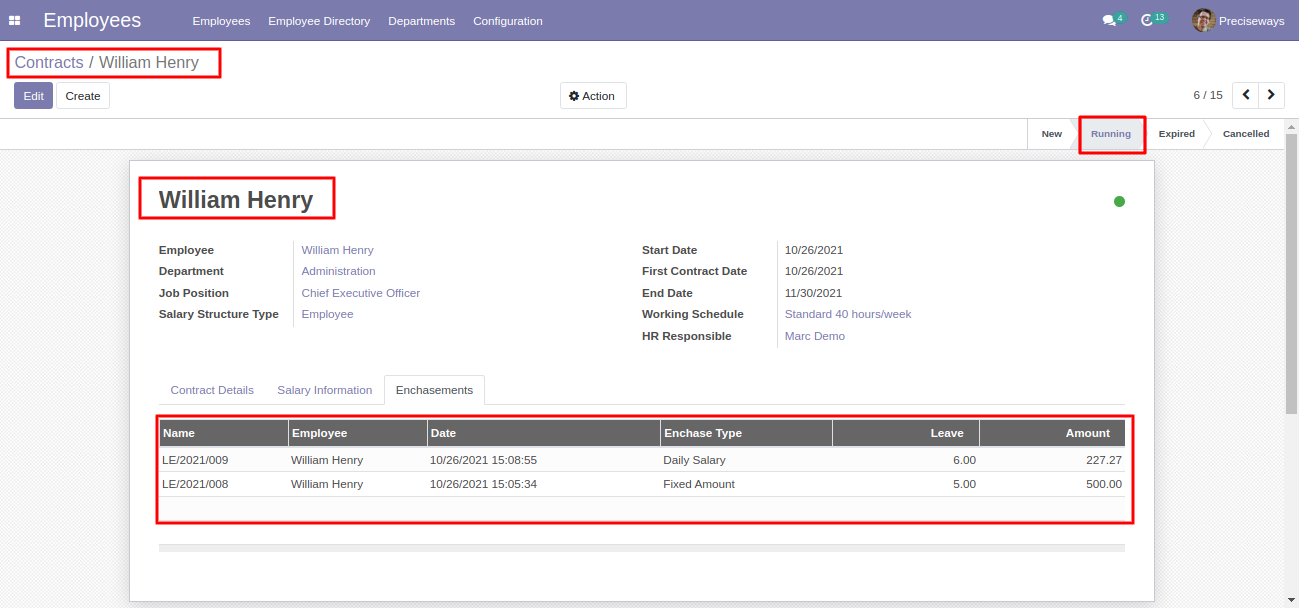 Employees Employees Employee Directory Departments Configuration 4 13 Preciseways
Contracts / William Henry
Edit Create Action 6 / 15
New Running Expired Cancelled
William Henry
Employee William Henry Start Date 10/26/2021
Department Administration First Contract Date 10/26/2021
Job Position Chief Executive Officer End Date 11/30/2021
Salary Structure Type Employee Working Schedule Standard 40 hours/week
HR Responsible Marc Demo
Contract Details Salary Information Enchasements
Name Employee Date Enchase Type Leave Amount
LE/2021/009 William Henry 10/26/2021 15:08:55 Daily Salary 6.00 227.27
LE/2021/008 William Henry 10/26/2021 15:05:34 Fixed Amount 5.00 500.00